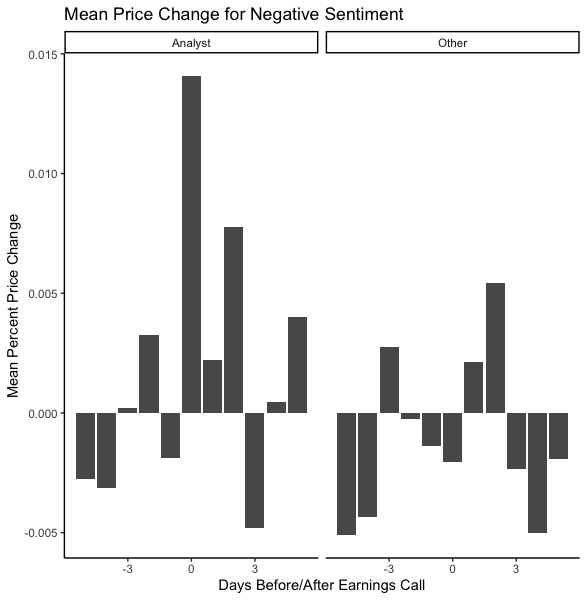 Mean Price Change for Negative Sentiment
Analyst
Other
0.015
0.010
0.005
0.000
-0.005
Mean Percent Price Change
-3
0
3
-3
0
3
Days Before/After Earnings Call